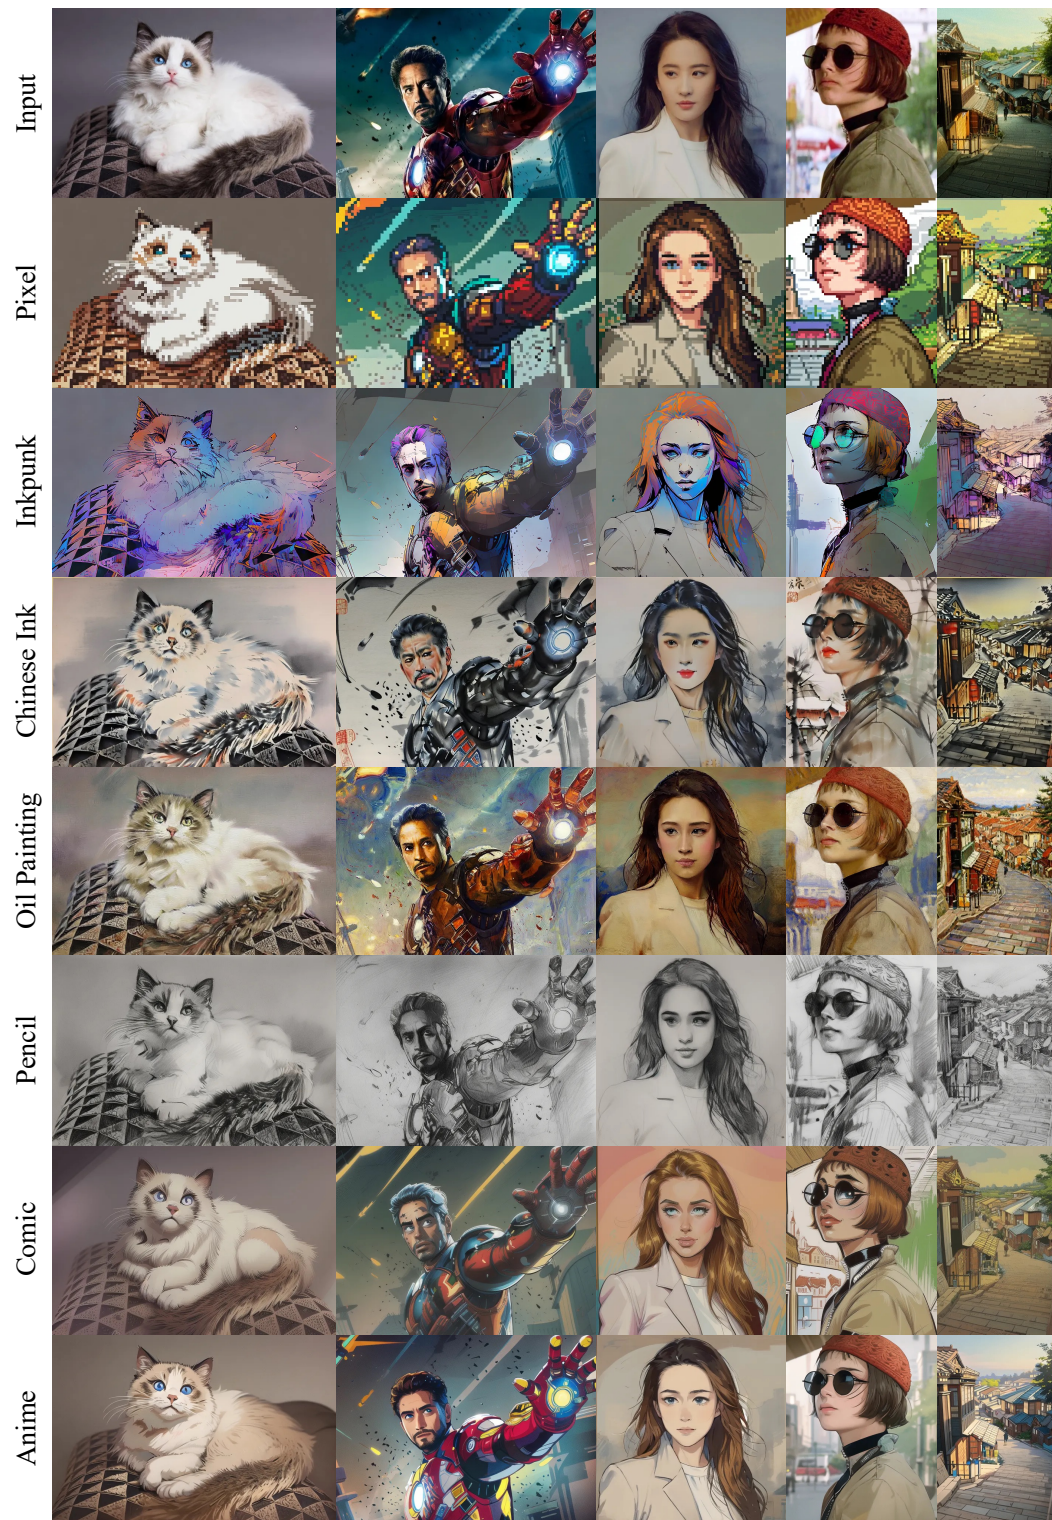 Input
Pixel
Inkpunk
Chinese Ink
Oil Painting
Pencil
Comic
Anime